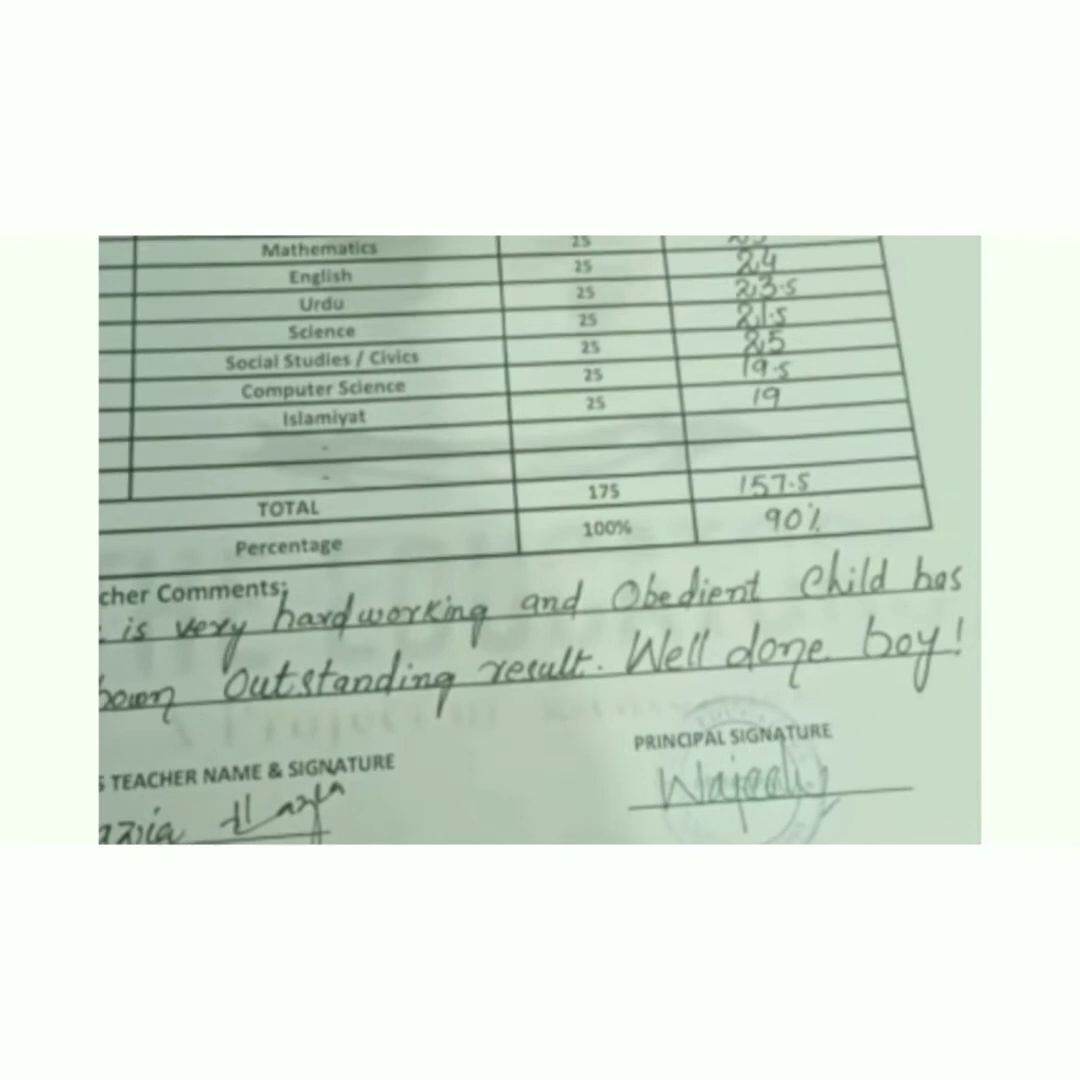 Mathematics 25 25
English 25 24
Urdu 25 23.5
Science 25 21.5
Social Studies / Civics 25 25
Computer Science 25 19.5
Islamiyat 25 19
-
-
TOTAL 175 157.5
Percentage 100% 90%
cher Comments:
is very hardworking and Obedient Child has
hown Outstanding result. Well done boy!
PRINCIPAL SIGNATURE
S TEACHER NAME & SIGNATURE